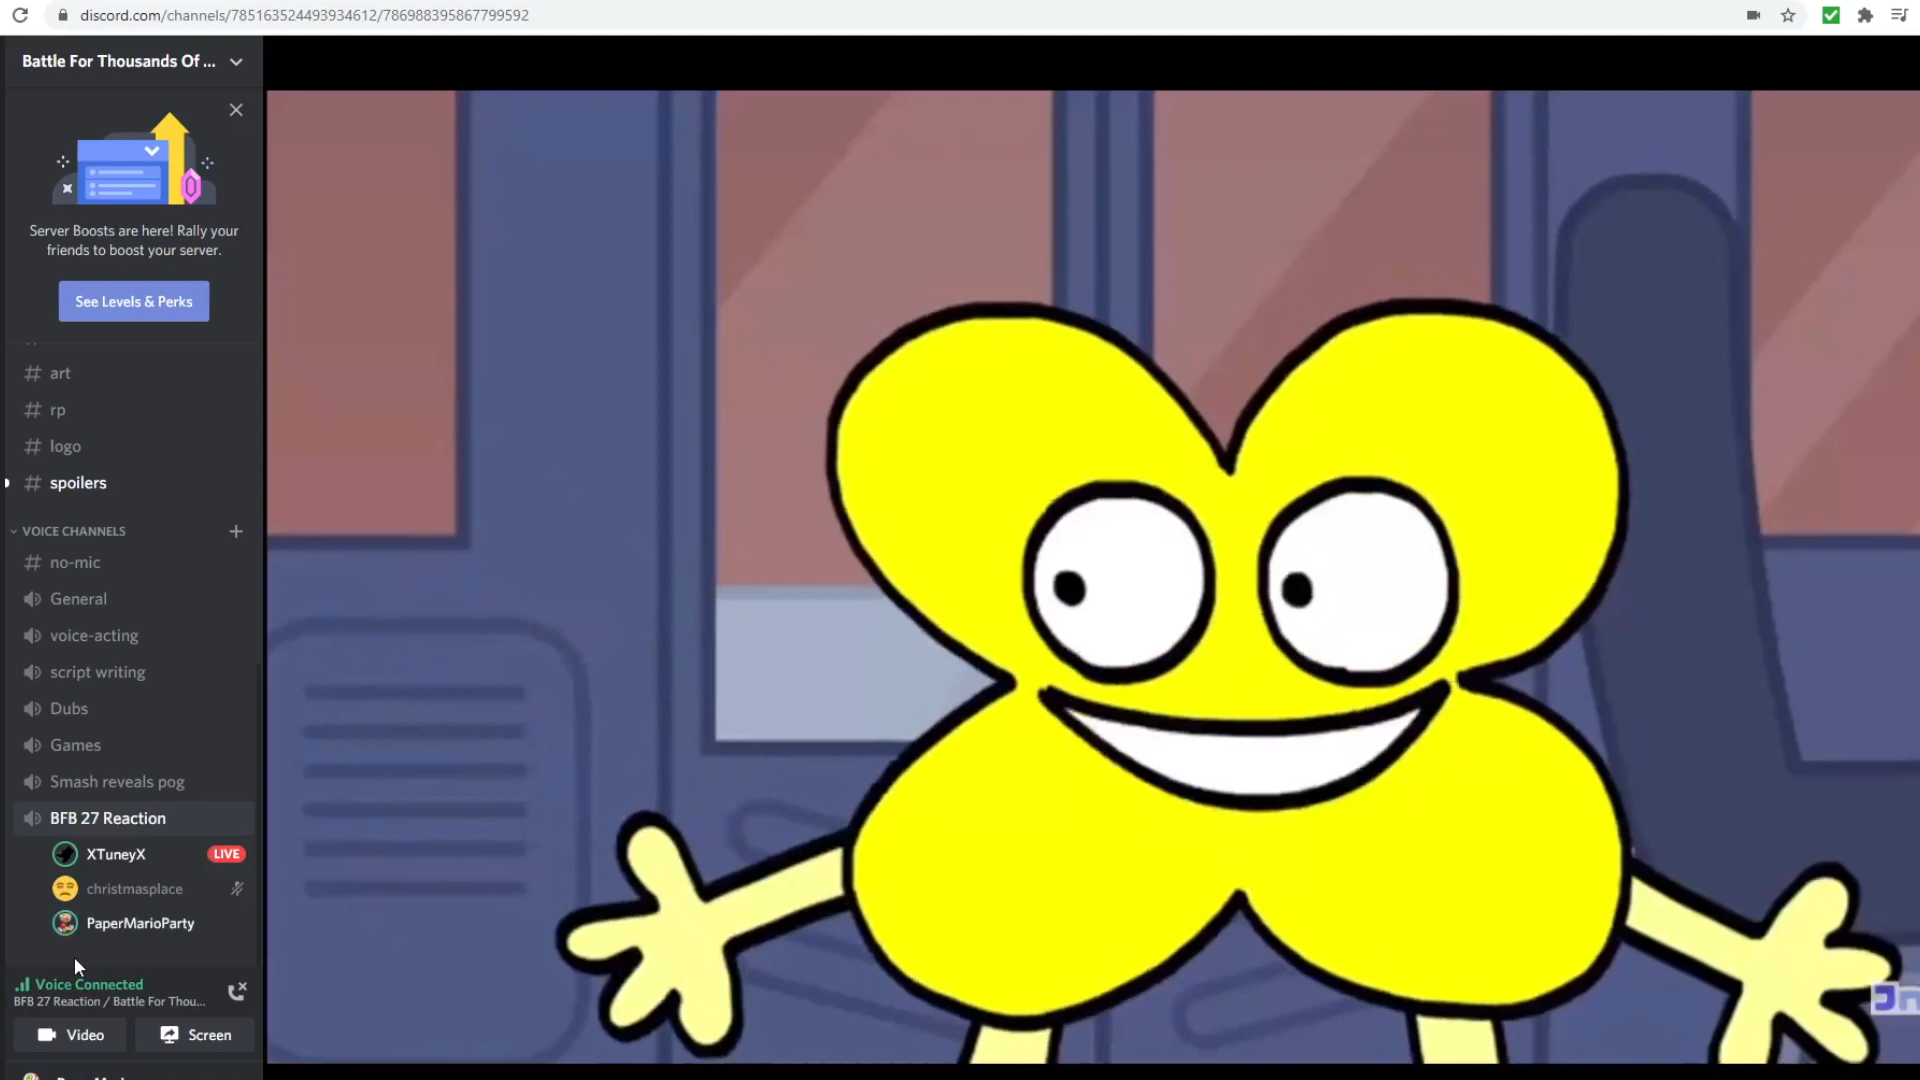 discord.com/channels/785163524493934612/786988395867799592
Battle For Thousands Of ...
Server Boosts are here! Rally your
friends to boost your server.
See Levels & Perks
# art
# rp
# logo
# spoilers
VOICE CHANNELS
# no-mic
General
voice-acting
script writing
Dubs
Games
Smash reveals pog
BFB 27 Reaction
XTuneyX LIVE
christmasplace
PaperMarioParty
Voice Connected
BFB 27 Reaction / Battle For Thou...
Video Screen